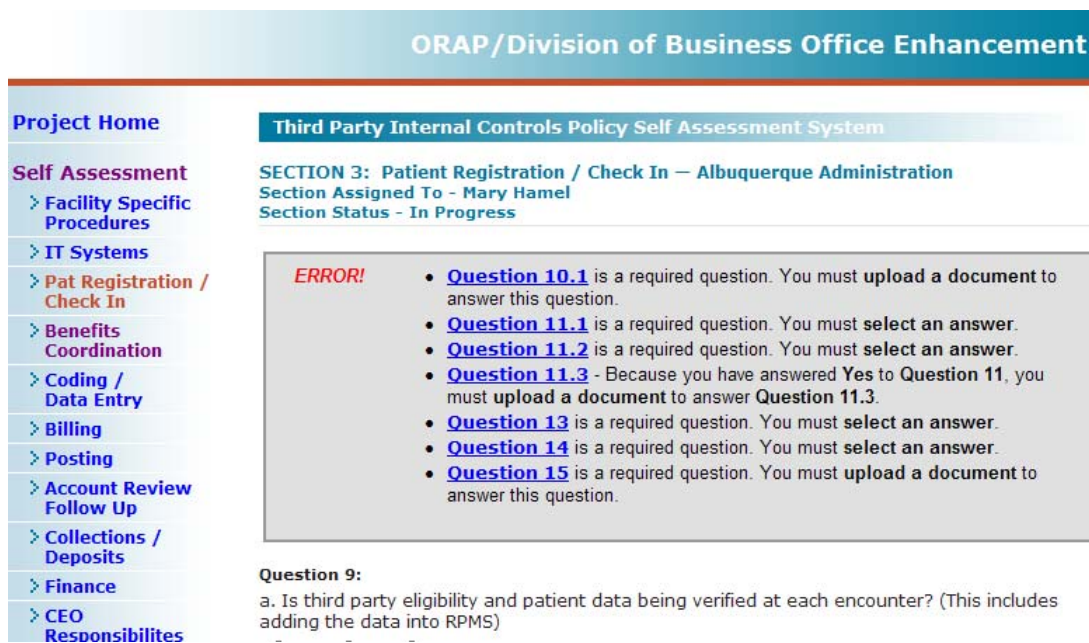 ORAP/Division of Business Office Enhancement
Project Home
Self Assessment
Facility Specific
Procedures
IT Systems
Pat Registration /
Check In
Benefits
Coordination
Coding /
Data Entry
Billing
Posting
Account Review
Follow Up
Collections /
Deposits
Finance
CEO
Responsibilites
Third Party Internal Controls Policy Self Assessment System
SECTION 3: Patient Registration / Check In — Albuquerque Administration
Section Assigned To - Mary Hamel
Section Status - In Progress
ERROR!
• Question 10.1 is a required question. You must upload a document to
answer this question.
• Question 11.1 is a required question. You must select an answer.
• Question 11.2 is a required question. You must select an answer.
• Question 11.3 - Because you have answered Yes to Question 11, you
must upload a document to answer Question 11.3.
• Question 13 is a required question. You must select an answer.
• Question 14 is a required question. You must select an answer.
• Question 15 is a required question. You must upload a document to
answer this question.
Question 9:
a. Is third party eligibility and patient data being verified at each encounter? (This includes
adding the data into RPMS)